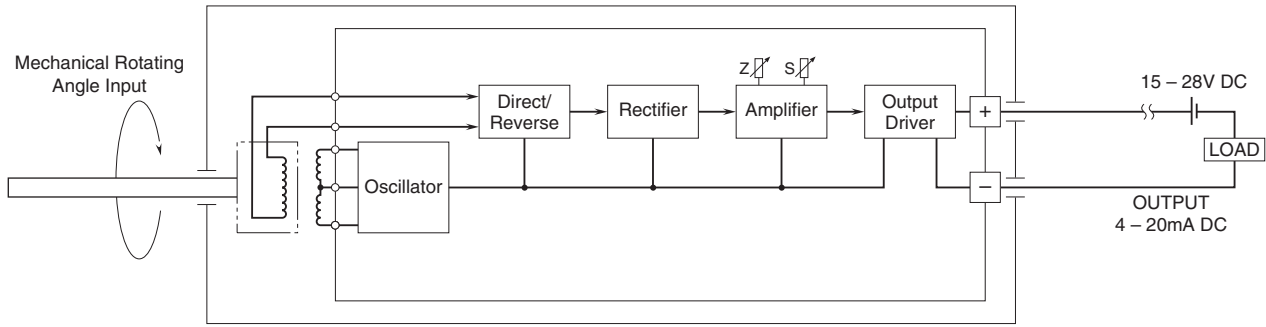 Mechanical Rotating
Angle Input
Z
S
Direct/
Reverse
Rectifier
Amplifier
Output
Driver
+
−
Oscillator
15 – 28V DC
LOAD
OUTPUT
4 – 20mA DC